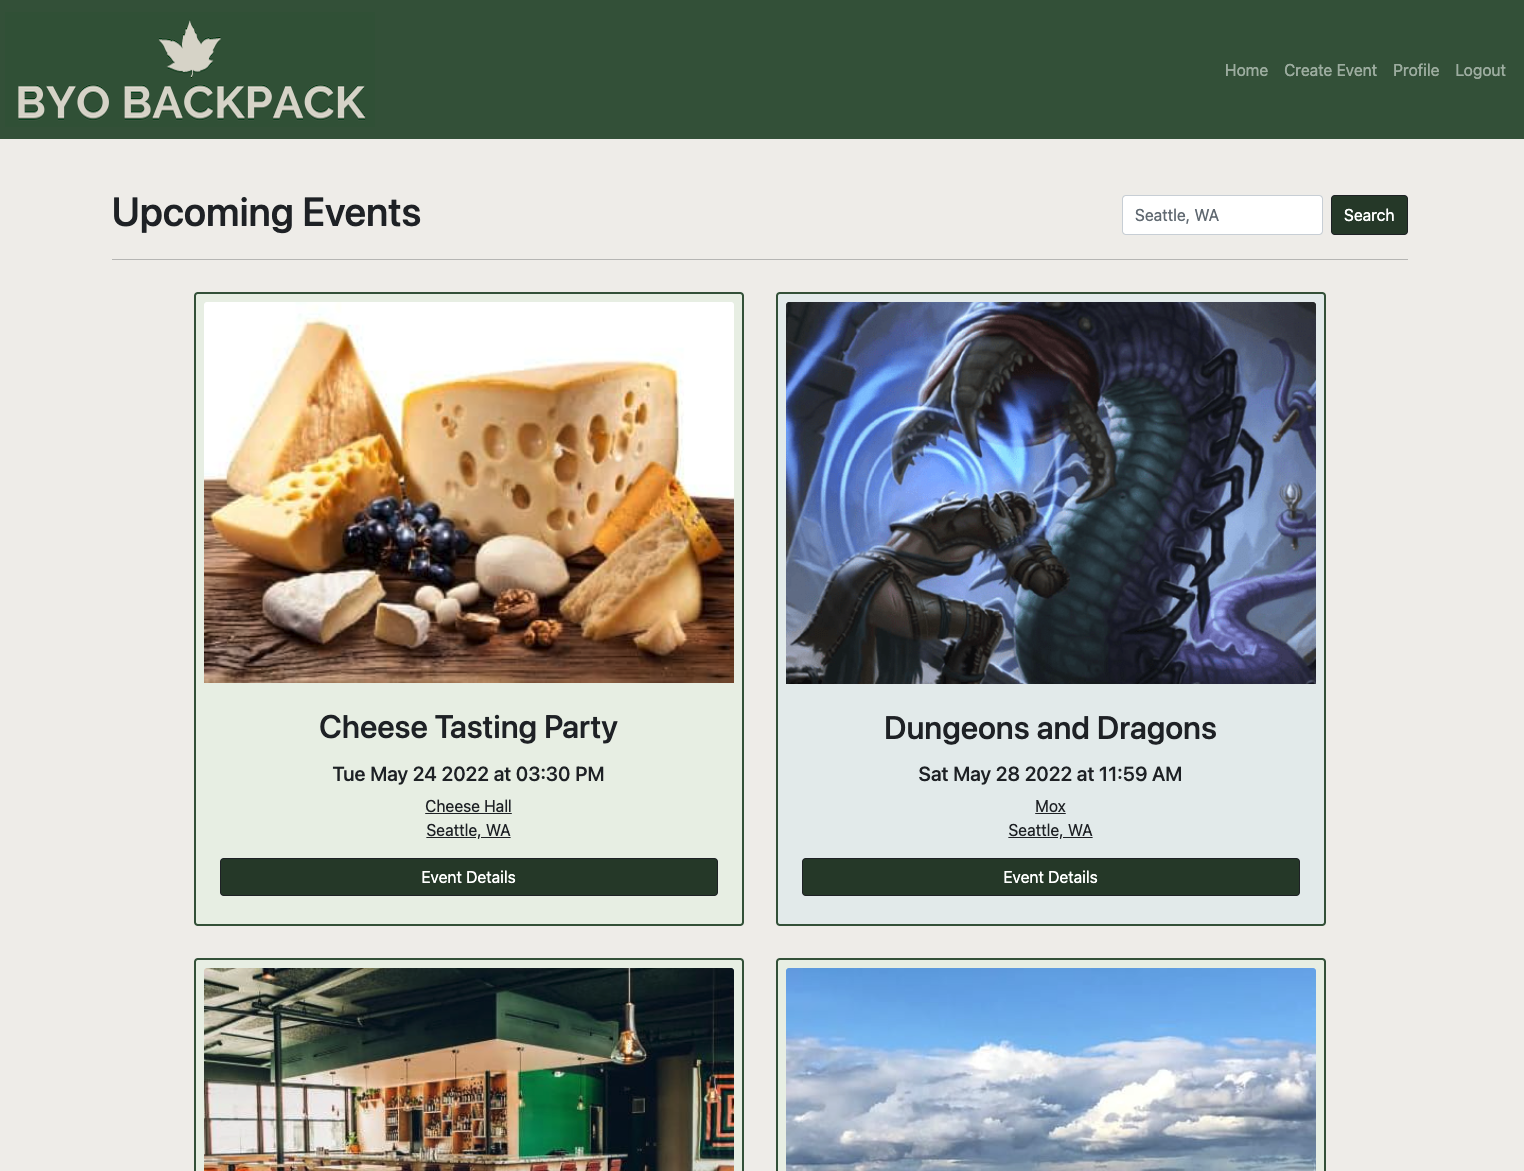 BYO BACKPACK
Home Create Event Profile Logout
Upcoming Events
Seattle, WA Search
Cheese Tasting Party
Tue May 24 2022 at 03:30 PM
Cheese Hall
Seattle, WA
Event Details
Dungeons and Dragons
Sat May 28 2022 at 11:59 AM
Mox
Seattle, WA
Event Details